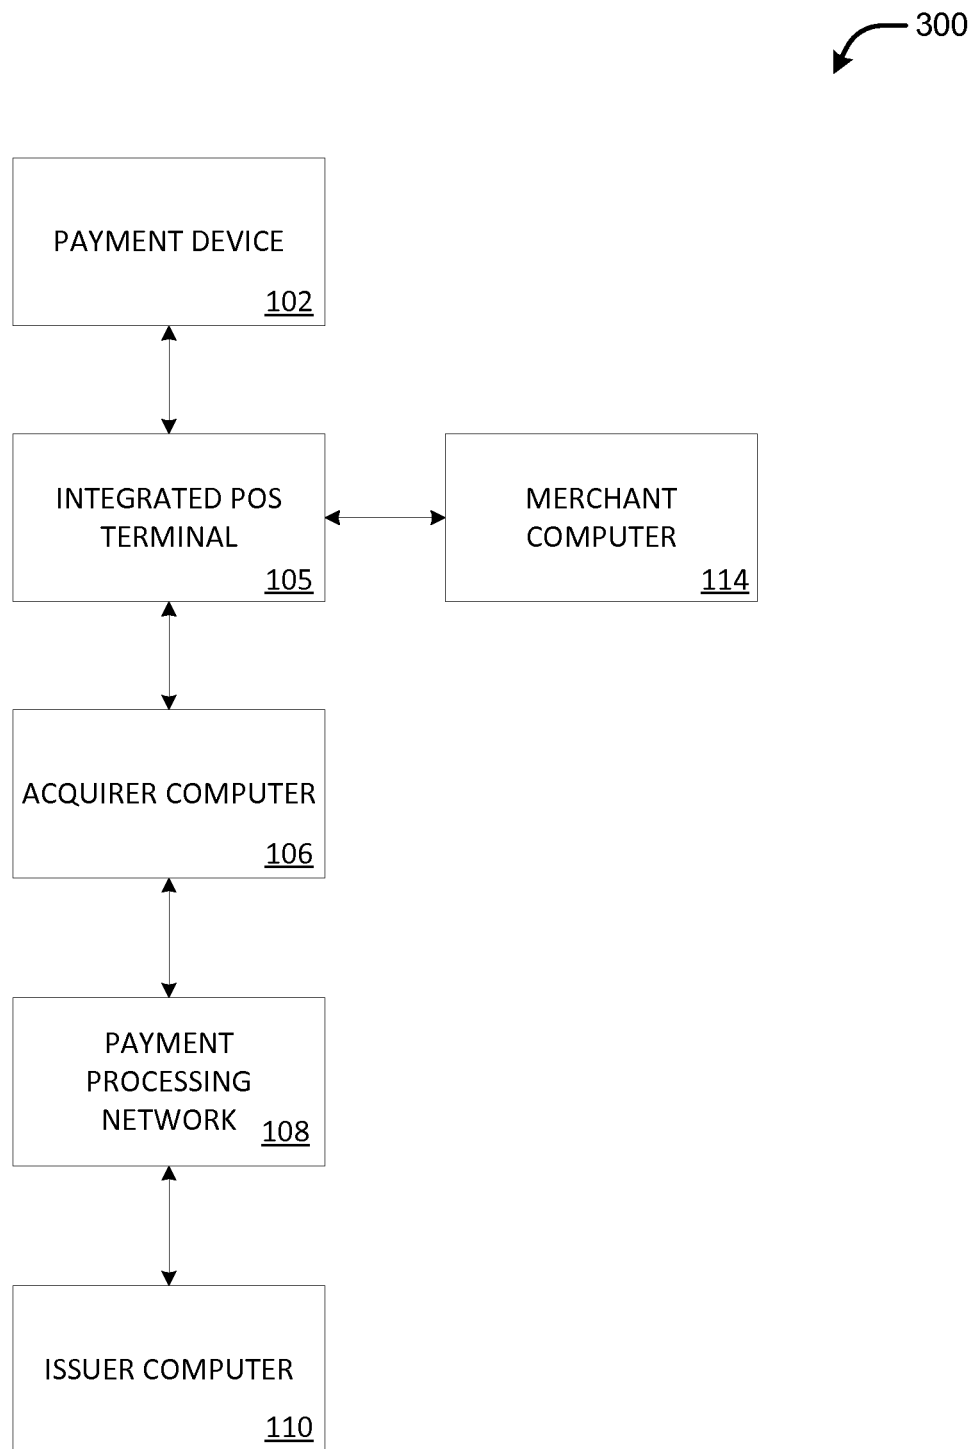 300
PAYMENT DEVICE
102
INTEGRATED POS
TERMINAL
105
MERCHANT
COMPUTER
114
ACQUIRER COMPUTER
106
PAYMENT
PROCESSING
NETWORK
108
ISSUER COMPUTER
110